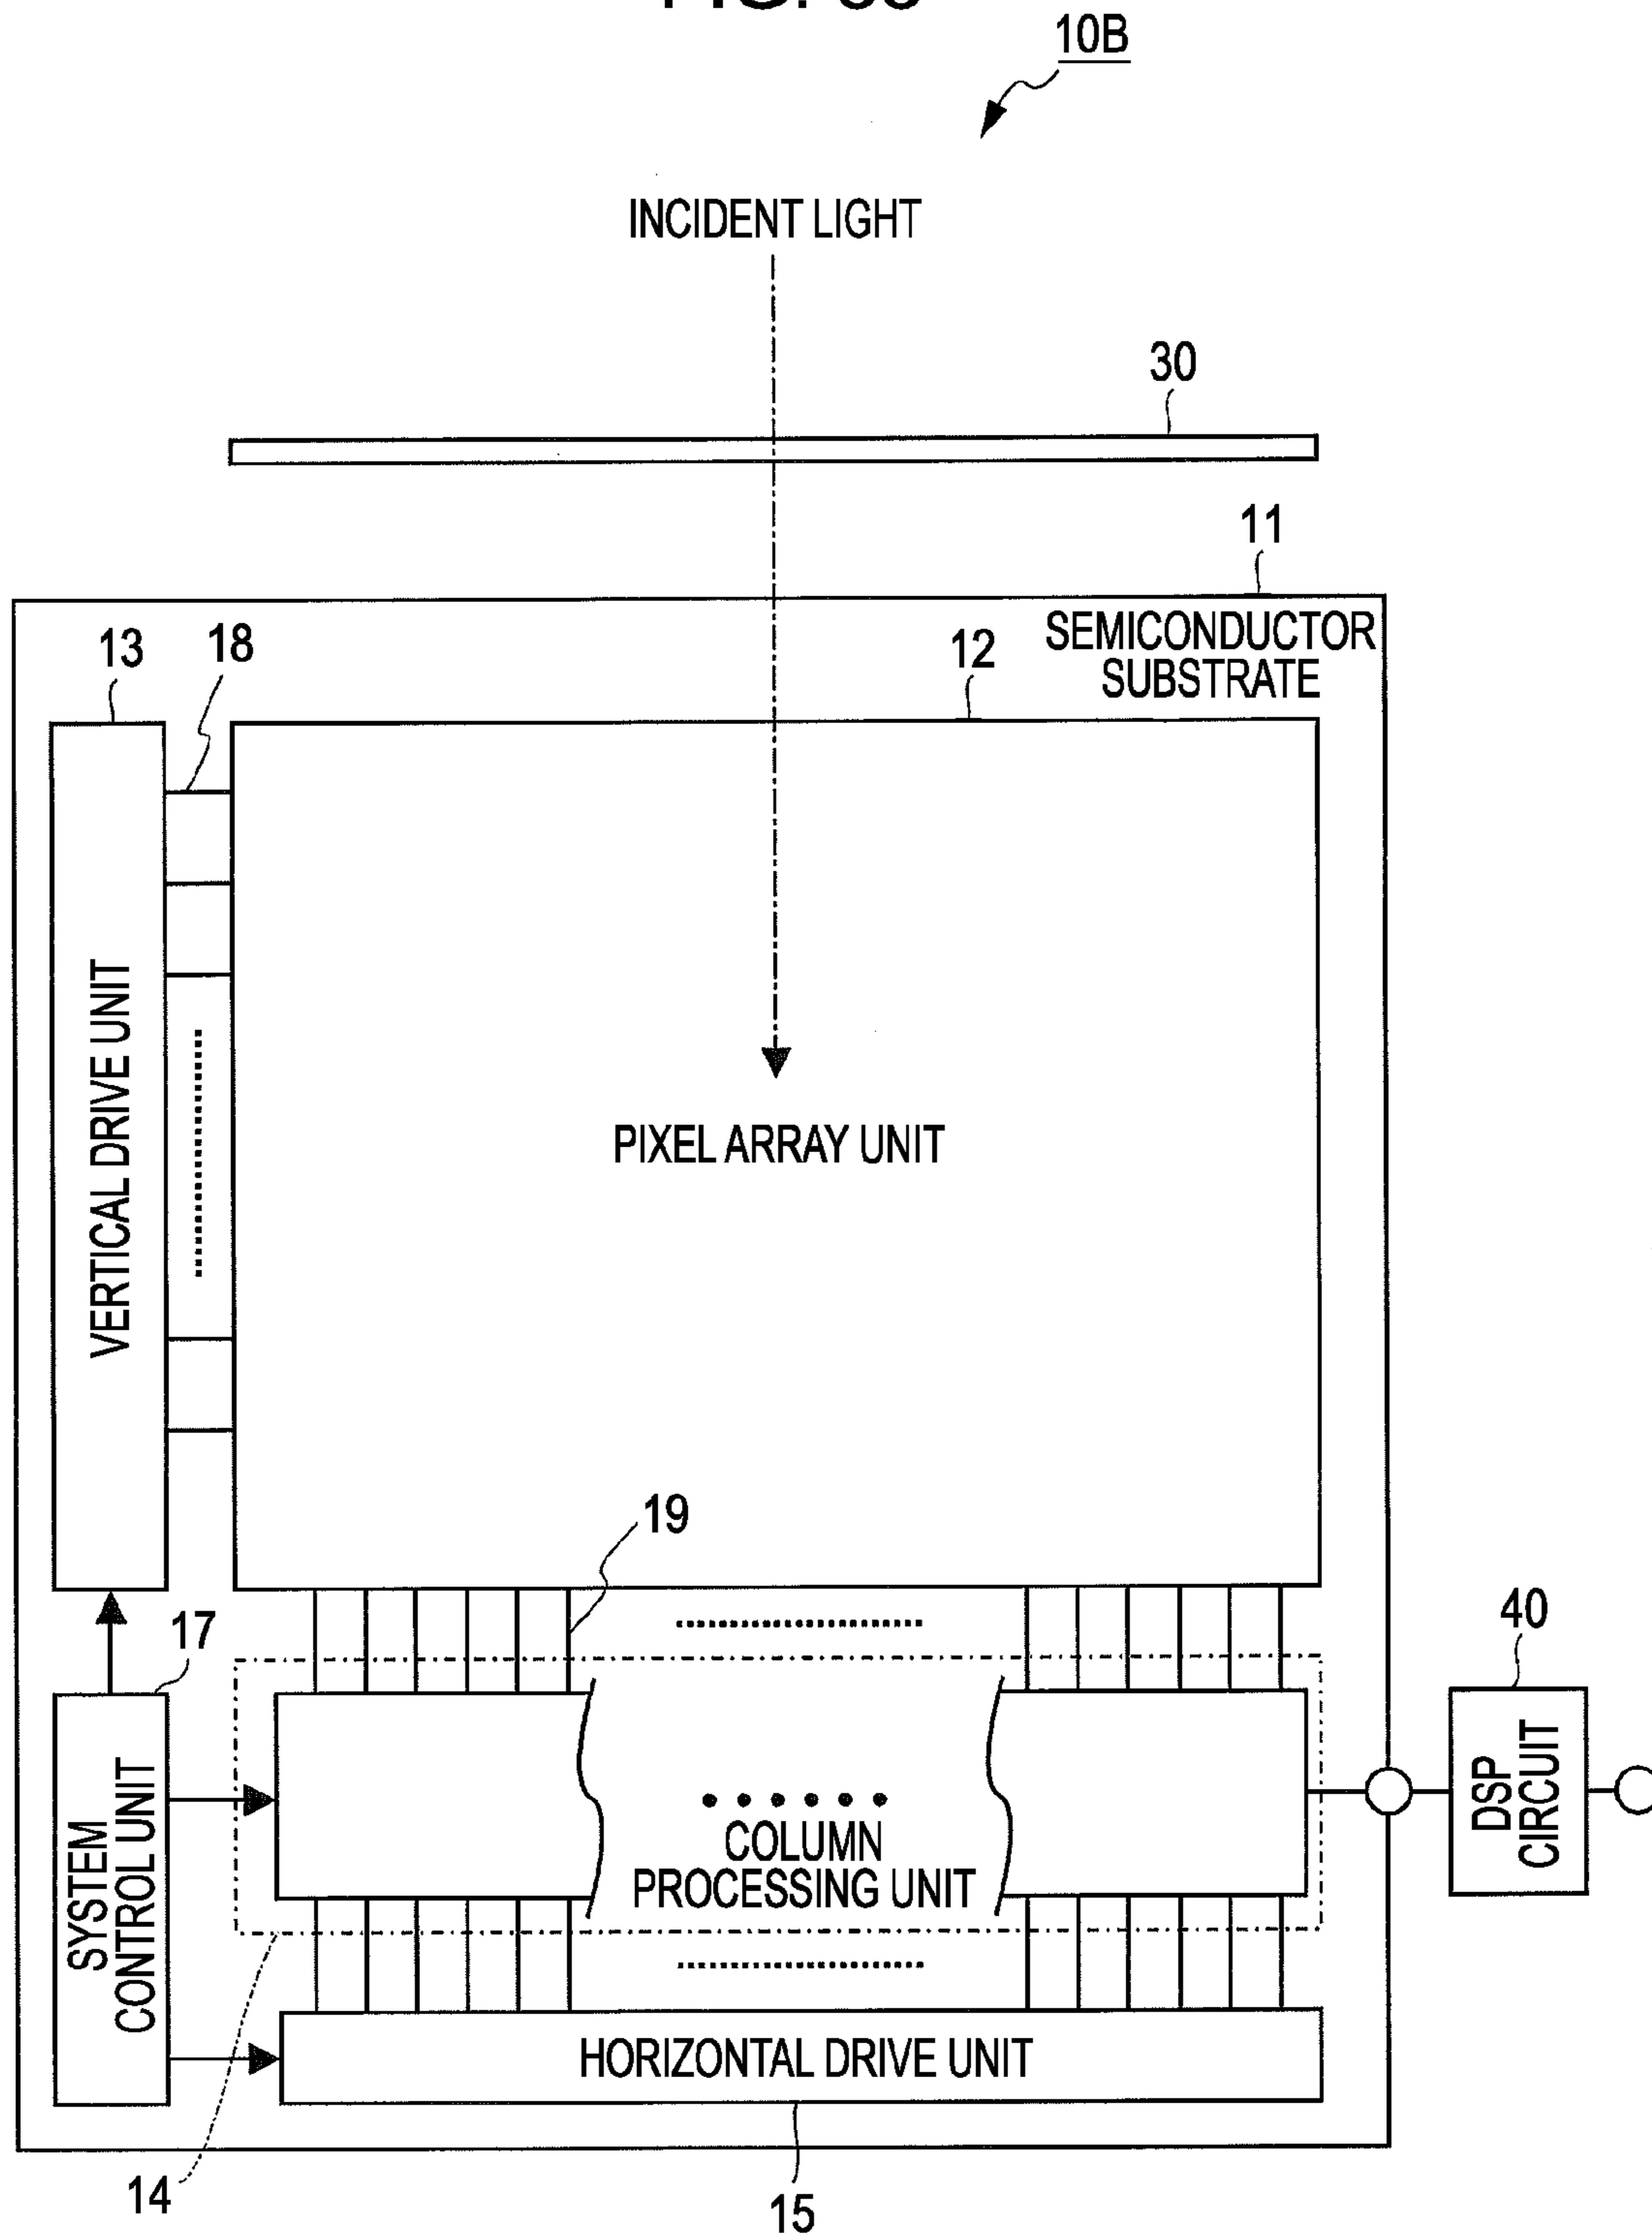 10B
INCIDENT LIGHT
30
11
SEMICONDUCTOR
SUBSTRATE
13
18
12
VERTICAL DRIVE UNIT
PIXEL ARRAY UNIT
19
17
40
SYSTEM
CONTROL UNIT
COLUMN
PROCESSING UNIT
DSP
CIRCUIT
HORIZONTAL DRIVE UNIT
14
15